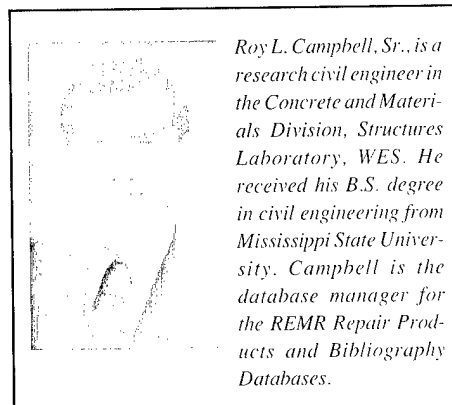 Roy L. Campbell, Sr., is a
research civil engineer in
the Concrete and Materi-
als Division, Structures
Laboratory, WES. He
received his B.S. degree
in civil engineering from
Mississippi State Univer-
sity. Campbell is the
database manager for
the REMR Repair Prod-
ucts and Bibliography
Databases.